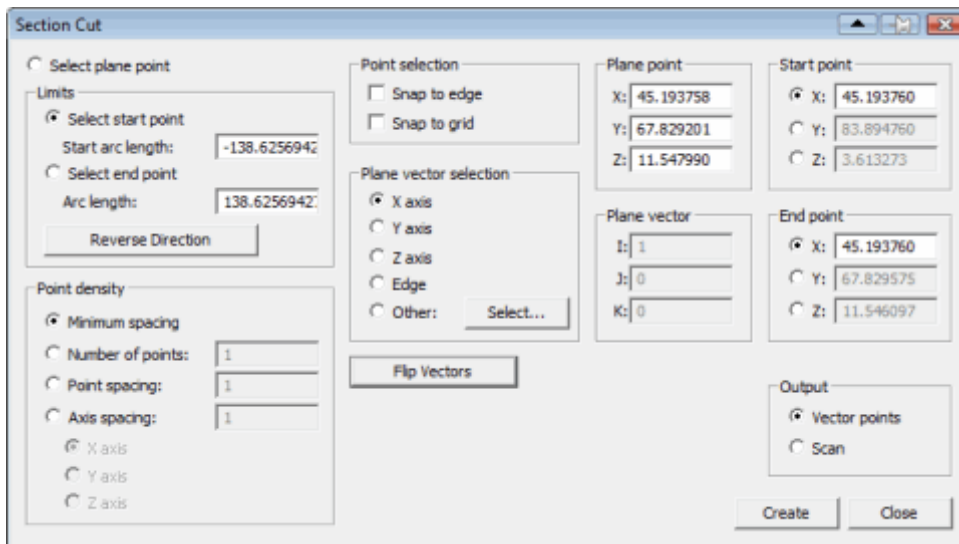 Section Cut
Select plane point
Limits
Select start point
Start arc length: -138.6256942
Select end point
Arc length: 138.6256942
Reverse Direction
Point density
Minimum spacing
Number of points: 1
Point spacing: 1
Axis spacing: 1
X axis
Y axis
Z axis
Point selection
Snap to edge
Snap to grid
Plane vector selection
X axis
Y axis
Z axis
Edge
Other: Select...
Flip Vectors
Plane point
X: 45.193758
Y: 67.829201
Z: 11.547990
Plane vector
I: 1
J: 0
K: 0
Start point
X: 45.193760
Y: 83.894760
Z: 3.613273
End point
X: 45.193760
Y: 67.829575
Z: 11.546097
Output
Vector points
Scan
Create Close